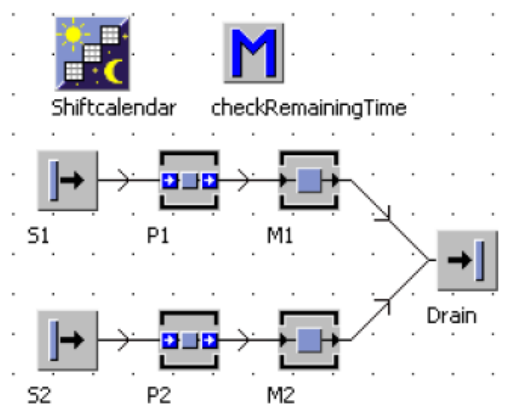 M
Shiftcalendar checkRemainingTime
S1 P1 M1
Drain
S2 P2 M2